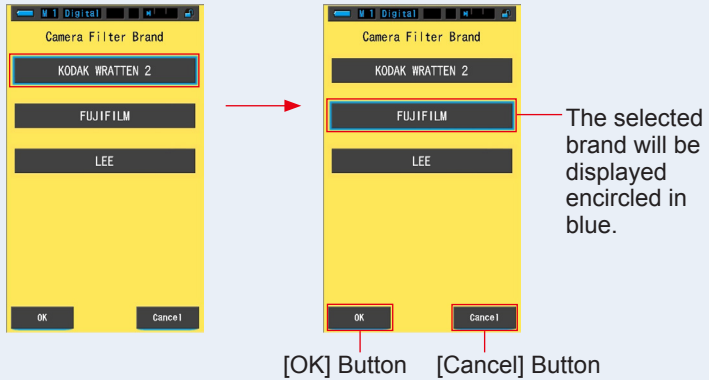 M 1 Digital
Camera Filter Brand
KODAK WRATTEN 2
FUJIFILM
LEE
OK Cancel
M 1 Digital
Camera Filter Brand
KODAK WRATTEN 2
FUJIFILM
LEE
OK Cancel
The selected
brand will be
displayed
encircled in
blue.
[OK] Button [Cancel] Button